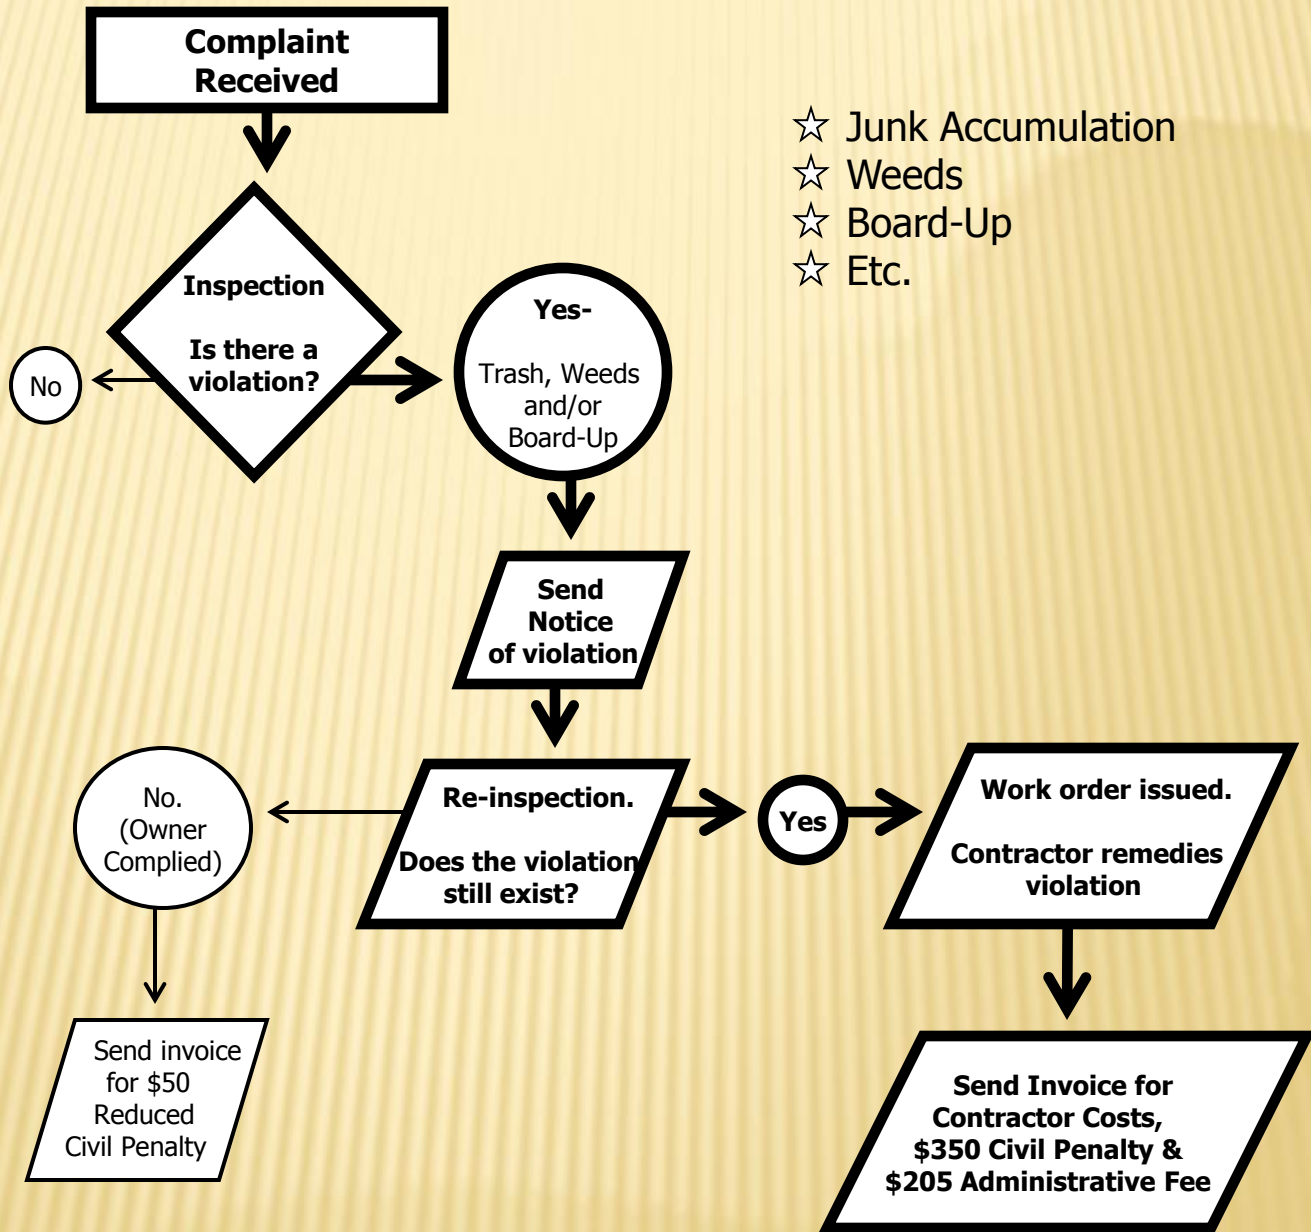 Complaint
Received
☆ Junk Accumulation
☆ Weeds
☆ Board-Up
☆ Etc.
Inspection
Is there a
violation?
No
Yes-
Trash, Weeds
and/or
Board-Up
Send
Notice
of violation
Re-inspection.
Does the violation
still exist?
No.
(Owner
Complied)
Yes
Work order issued.
Contractor remedies
violation
Send invoice
for $50
Reduced
Civil Penalty
Send Invoice for
Contractor Costs,
$350 Civil Penalty &
$205 Administrative Fee